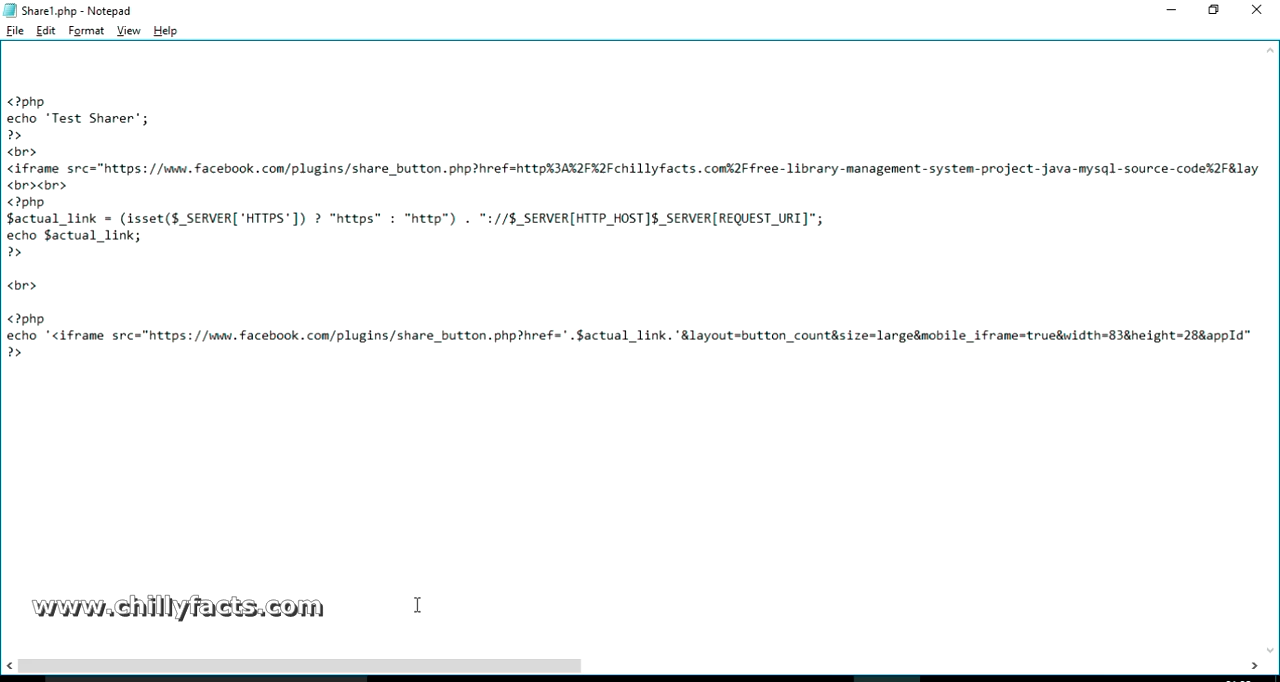 Share1.php - Notepad
File Edit Format View Help
<?php
echo 'Test Sharer';
?>
<br>
<iframe src="https://www.facebook.com/plugins/share_button.php?href=http%3A%2F%2Fchillyfacts.com%2Ffree-library-management-system-project-java-mysql-source-code%2F&lay
<br><br>
<?php
$actual_link = (isset($_SERVER['HTTPS']) ? "https" : "http") . "://$_SERVER[HTTP_HOST]$_SERVER[REQUEST_URI]";
echo $actual_link;
?>
<br>
<?php
echo '<iframe src="https://www.facebook.com/plugins/share_button.php?href='.$actual_link.'&layout=button_count&size=large&mobile_iframe=true&width=83&height=28&appId"
?>
www.chillyfacts.com